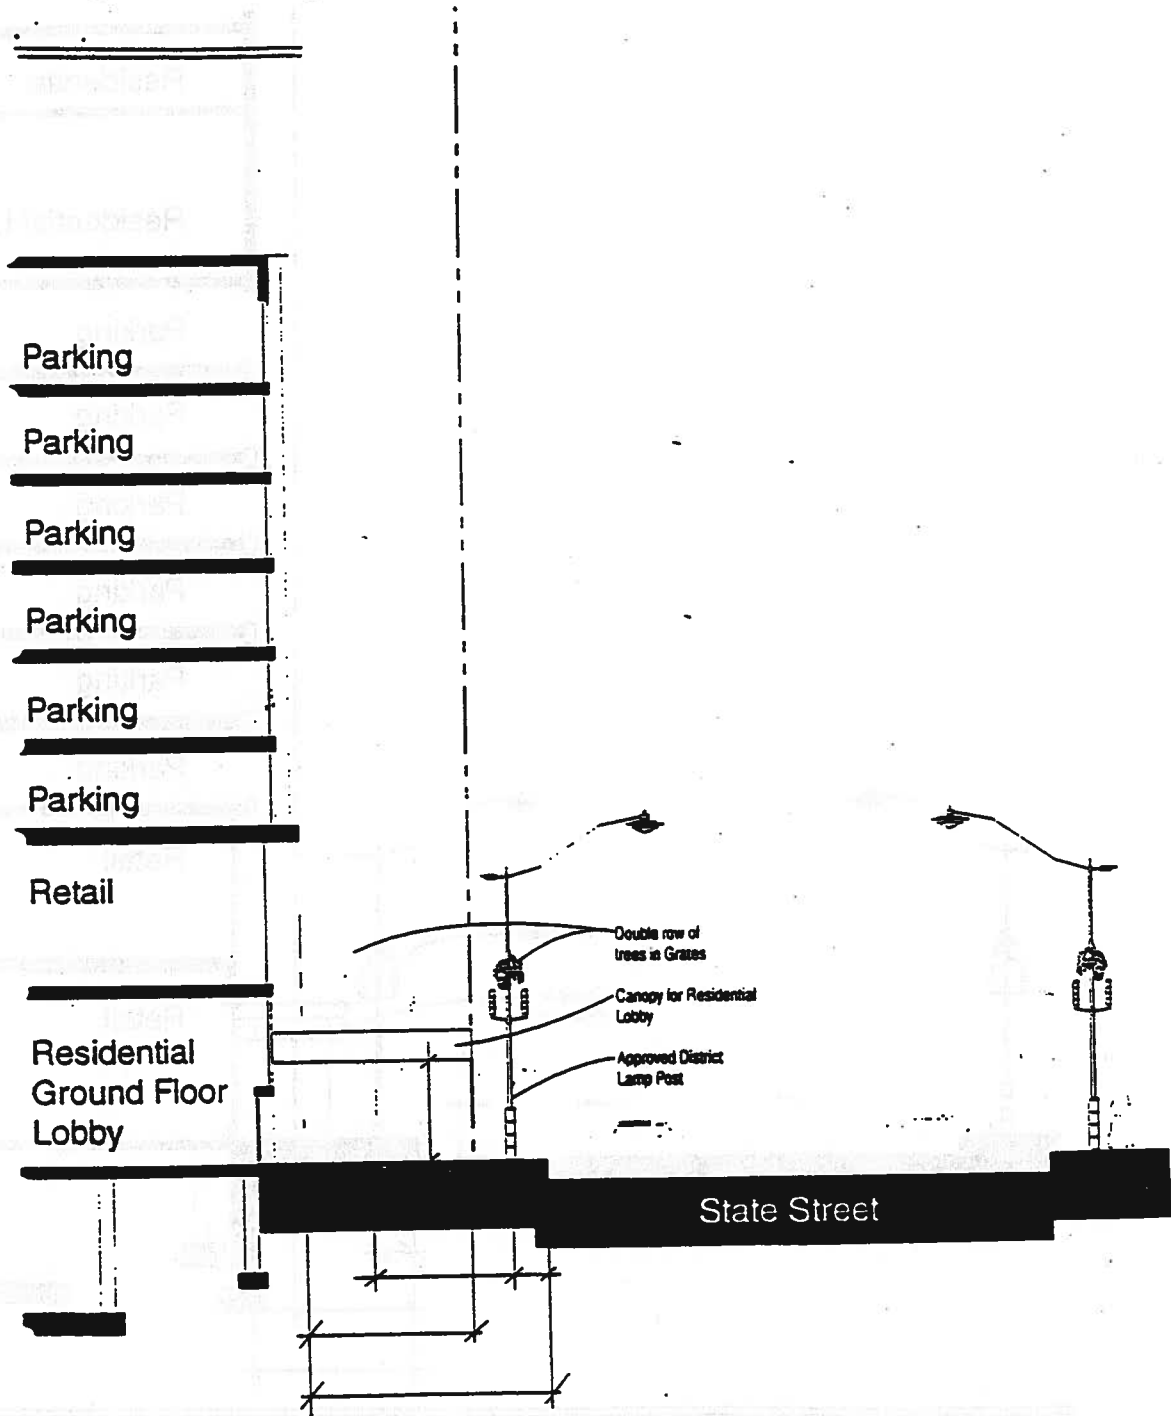 Parking
Parking
Parking
Parking
Parking
Parking
Retail
Double row of
trees in Grates
Canopy for Residential
Lobby
Residential
Ground Floor
Lobby
Approved District
Lamp Post
State Street